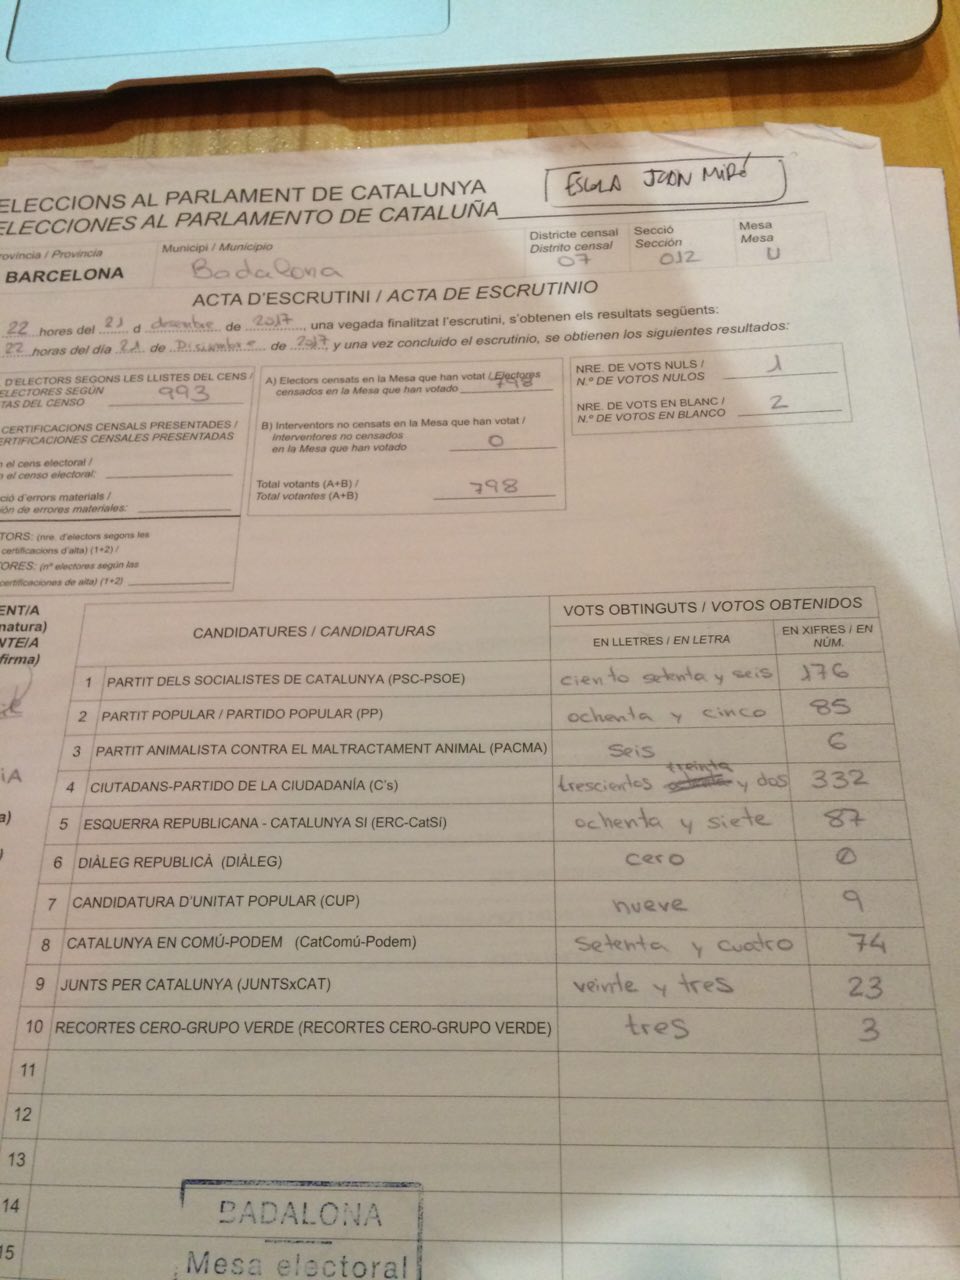 ELECCIONS AL PARLAMENT DE CATALUNYA
ELECCIONES AL PARLAMENTO DE CATALUÑA
ESCOLA JOAN MIRÓ
rovincia / Provincia
BARCELONA
Municipi / Municipio
Badalona
Districte censal
Distrito censal
07
Secció
Sección
012
Mesa
Mesa
U
ACTA D'ESCRUTINI / ACTA DE ESCRUTINIO
22 hores del 21 d desembre de 2017, una vegada finalitzat l'escrutini, s'obtenen els resultats següents:
22 horas del día 21 de Diciembre de 2017 y una vez concluido el escrutinio, se obtienen los siguientes resultados:
D'ELECTORS SEGONS LES LLISTES DEL CENS /
ELECTORES SEGÚN
TAS DEL CENSO 993
CERTIFICACIONS CENSALS PRESENTADES /
ERTIFICACIONES CENSALES PRESENTADAS
n el cens electoral /
n el censo electoral:
ció d'errors materials /
ión de errores materiales:
TORS: (nre. d'electors segons les
certificacions d'alta) (1+2) /
ORES: (nº electores según las
certificaciones de alta) (1+2)
A) Electors censats en la Mesa que han votat / Electores
censados en la Mesa que han votado 798
B) Interventors no censats en la Mesa que han votat /
Interventores no censados
en la Mesa que han votado 0
Total votants (A+B) /
Total votantes (A+B) 798
NRE. DE VOTS NULS /
N.º DE VOTOS NULOS 1
NRE. DE VOTS EN BLANC /
N.º DE VOTOS EN BLANCO 2
ENT/A
natura)
NTE/A
firma)
CANDIDATURES / CANDIDATURAS
VOTS OBTINGUTS / VOTOS OBTENIDOS
EN LLETRES / EN LETRA
EN XIFRES / EN
NÚM.
1 PARTIT DELS SOCIALISTES DE CATALUNYA (PSC-PSOE) ciento setenta y seis 176
2 PARTIT POPULAR / PARTIDO POPULAR (PP) ochenta y cinco 85
3 PARTIT ANIMALISTA CONTRA EL MALTRACTAMENT ANIMAL (PACMA) seis 6
4 CIUTADANS-PARTIDO DE LA CIUDADANÍA (C's) trescientos treinta y dos 332
5 ESQUERRA REPUBLICANA - CATALUNYA SI (ERC-CatSí) ochenta y siete 87
6 DIÀLEG REPUBLICÀ (DIÀLEG) cero 0
7 CANDIDATURA D'UNITAT POPULAR (CUP) nueve 9
8 CATALUNYA EN COMÚ-PODEM (CatComú-Podem) setenta y cuatro 74
9 JUNTS PER CATALUNYA (JUNTSxCAT) veinte y tres 23
10 RECORTES CERO-GRUPO VERDE (RECORTES CERO-GRUPO VERDE) tres 3
11
12
13
14
15
BADALONA
Mesa electoral